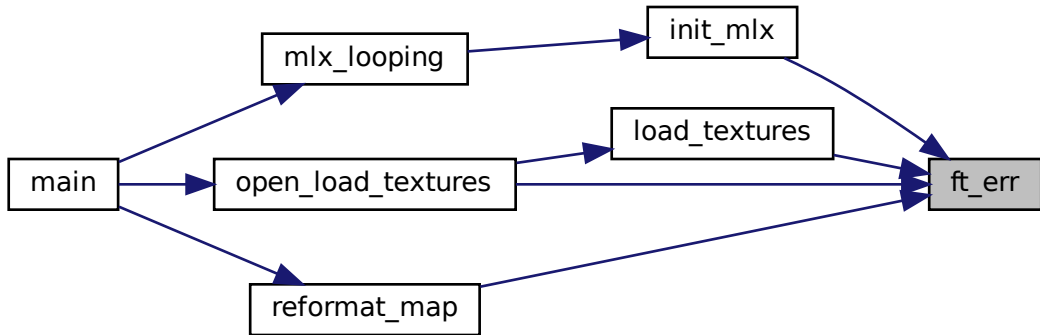 init_mlx
mlx_looping
load_textures
main
open_load_textures
ft_err
reformat_map